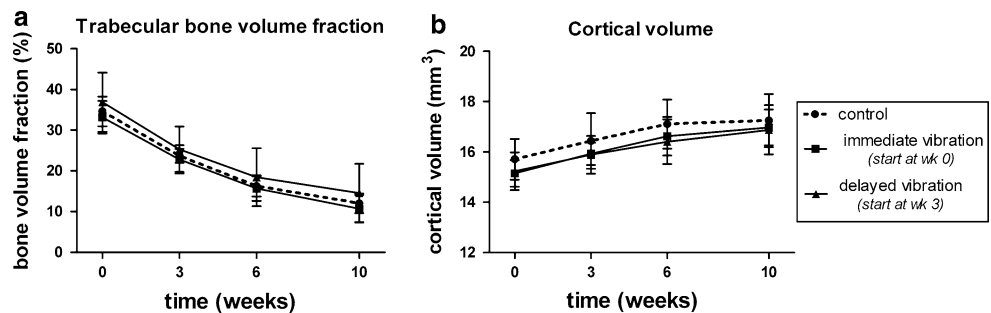 a
Trabecular bone volume fraction
bone volume fraction (%)
50
40
30
20
10
0
0 3 6 10
time (weeks)
b
Cortical volume
cortical volume (mm³)
20
18
16
14
12
0 3 6 10
time (weeks)
control
immediate vibration
(start at wk 0)
delayed vibration
(start at wk 3)